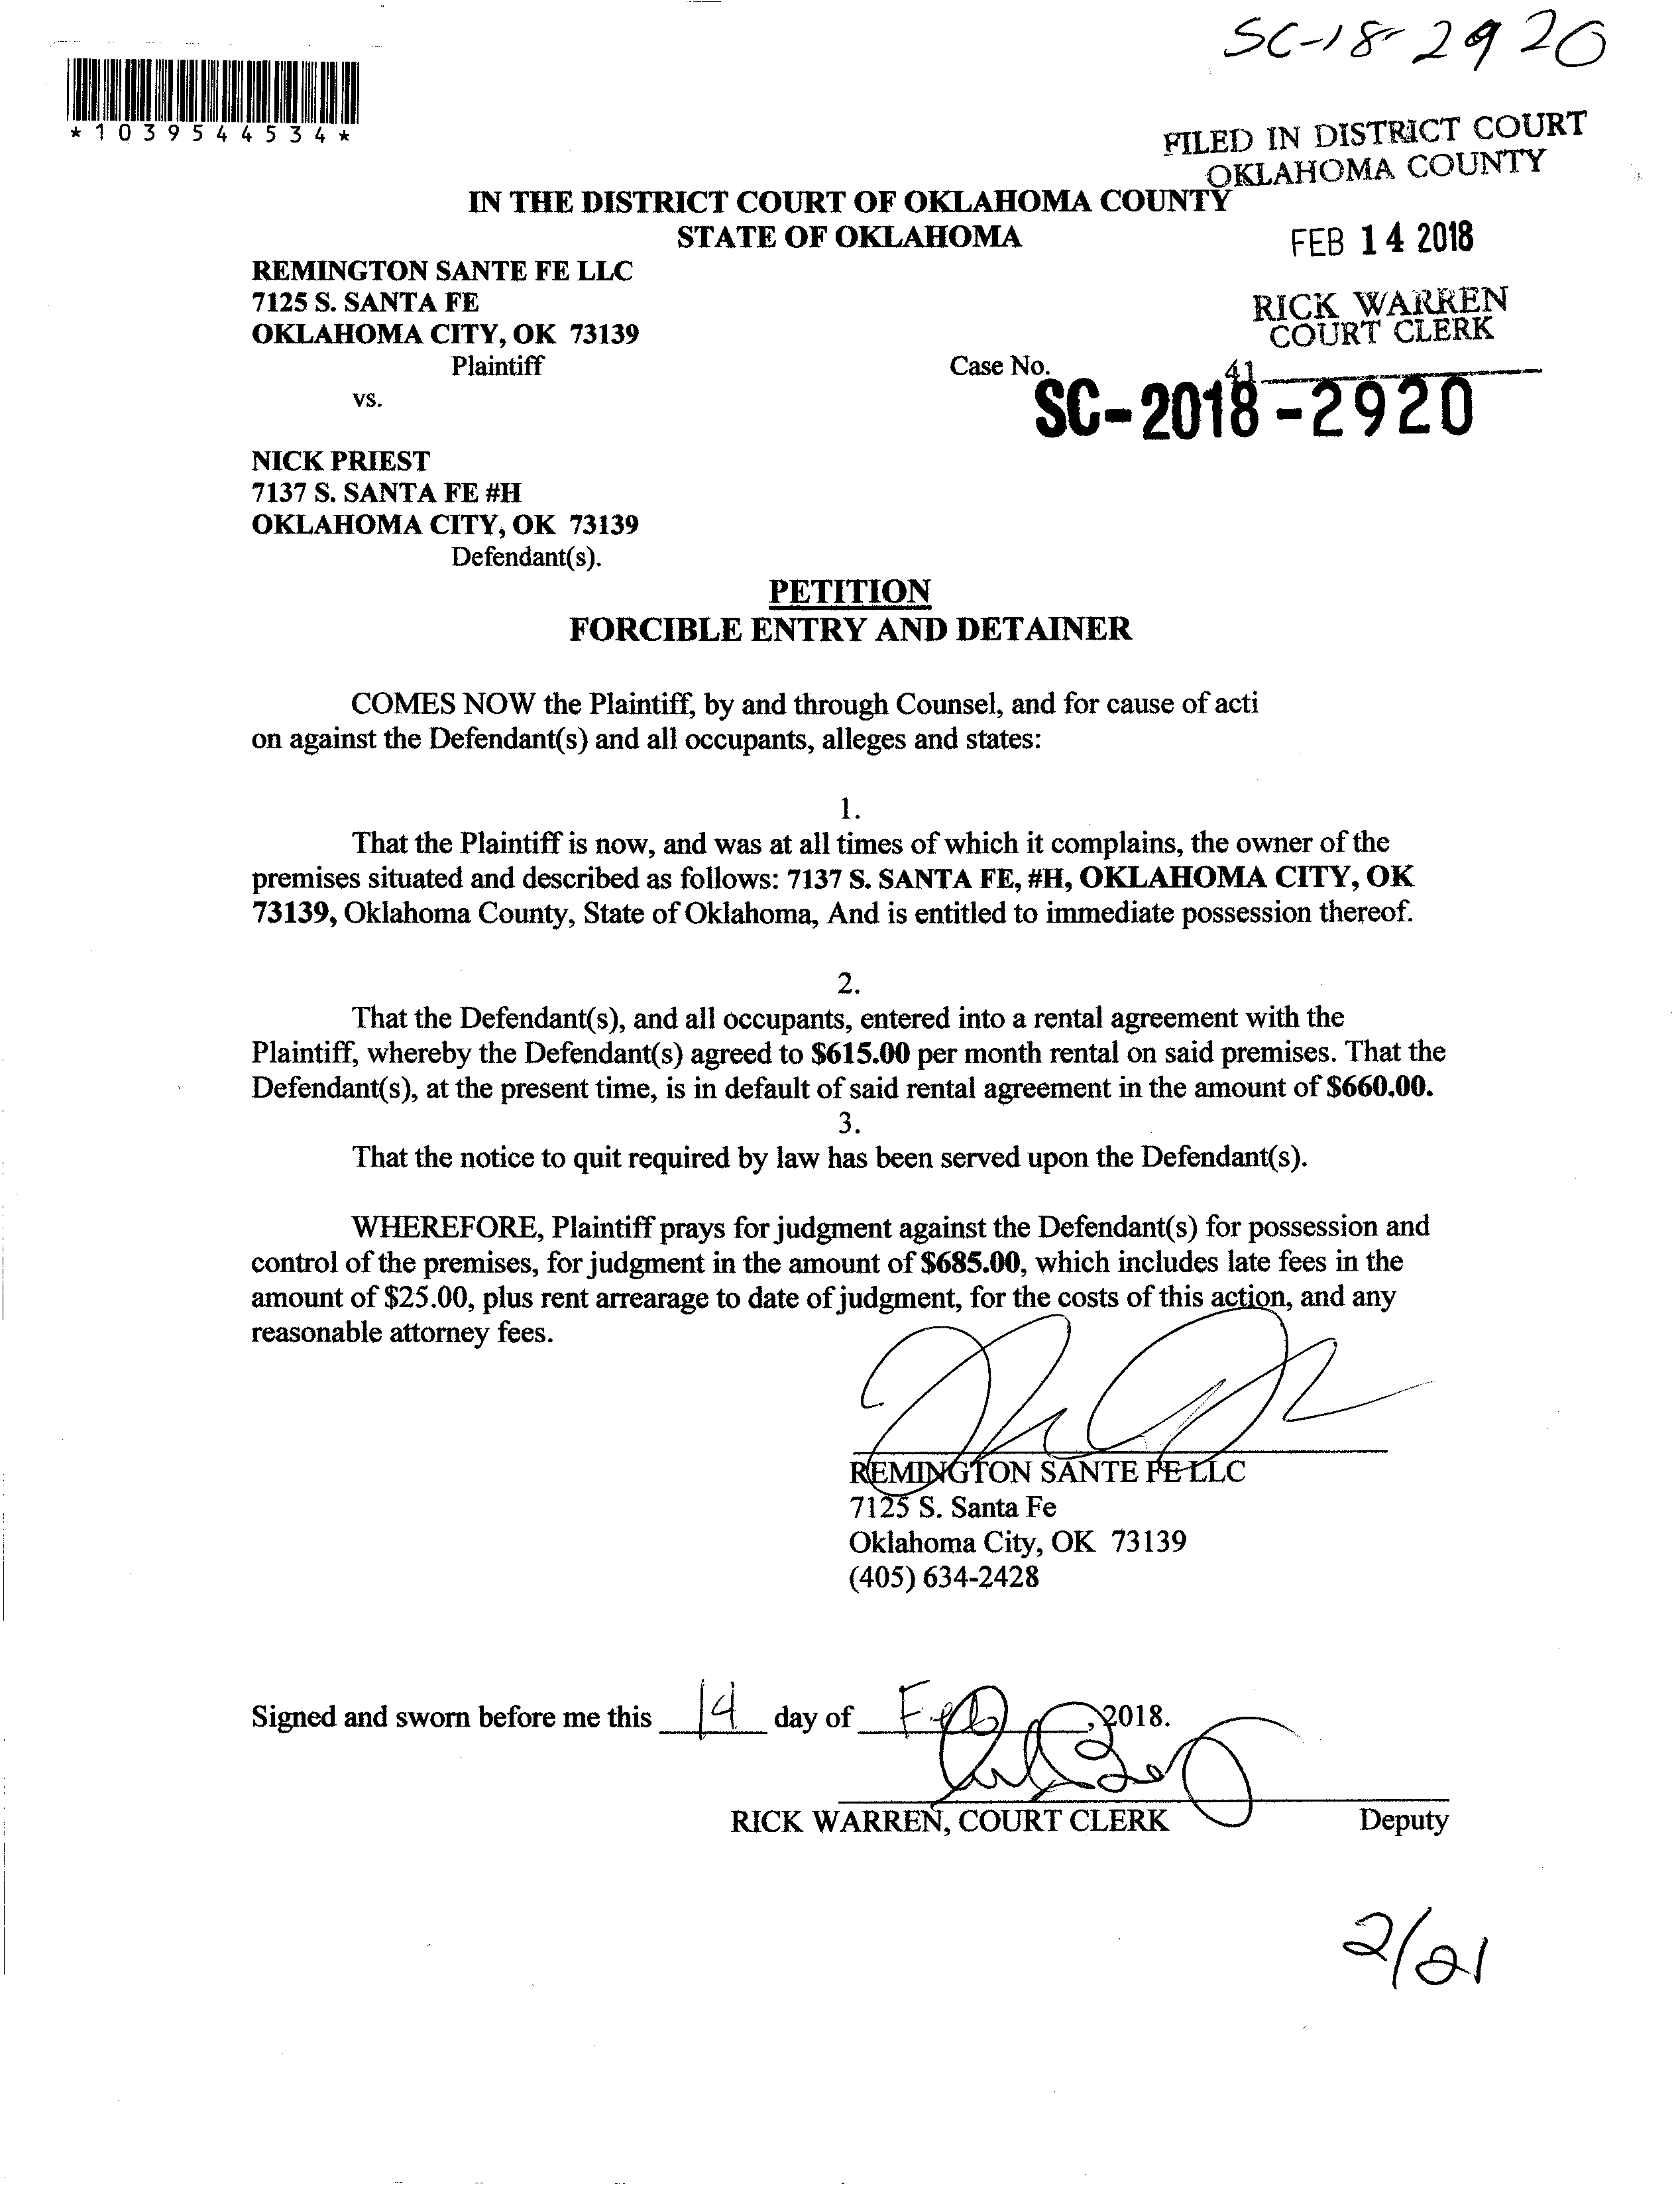 SC-18-2920
*1039544534*
FILED IN DISTRICT COURT
OKLAHOMA COUNTY
IN THE DISTRICT COURT OF OKLAHOMA COUNTY
STATE OF OKLAHOMA
FEB 14 2018
REMINGTON SANTE FE LLC
7125 S. SANTA FE
OKLAHOMA CITY, OK 73139
Plaintiff
RICK WARREN
COURT CLERK
Case No.
41
SC-2018-2920
vs.
NICK PRIEST
7137 S. SANTA FE #H
OKLAHOMA CITY, OK 73139
Defendant(s).
PETITION
FORCIBLE ENTRY AND DETAINER
COMES NOW the Plaintiff, by and through Counsel, and for cause of acti
on against the Defendant(s) and all occupants, alleges and states:
1.
That the Plaintiff is now, and was at all times of which it complains, the owner of the
premises situated and described as follows: 7137 S. SANTA FE, #H, OKLAHOMA CITY, OK
73139, Oklahoma County, State of Oklahoma, And is entitled to immediate possession thereof.
2.
That the Defendant(s), and all occupants, entered into a rental agreement with the
Plaintiff, whereby the Defendant(s) agreed to $615.00 per month rental on said premises. That the
Defendant(s), at the present time, is in default of said rental agreement in the amount of $660.00.
3.
That the notice to quit required by law has been served upon the Defendant(s).
WHEREFORE, Plaintiff prays for judgment against the Defendant(s) for possession and
control of the premises, for judgment in the amount of $685.00, which includes late fees in the
amount of $25.00, plus rent arrearage to date of judgment, for the costs of this action, and any
reasonable attorney fees.
REMINGTON SANTE FE LLC
7125 S. Santa Fe
Oklahoma City, OK 73139
(405) 634-2428
Signed and sworn before me this 14 day of Feb, 2018.
RICK WARREN, COURT CLERK Deputy
2/21